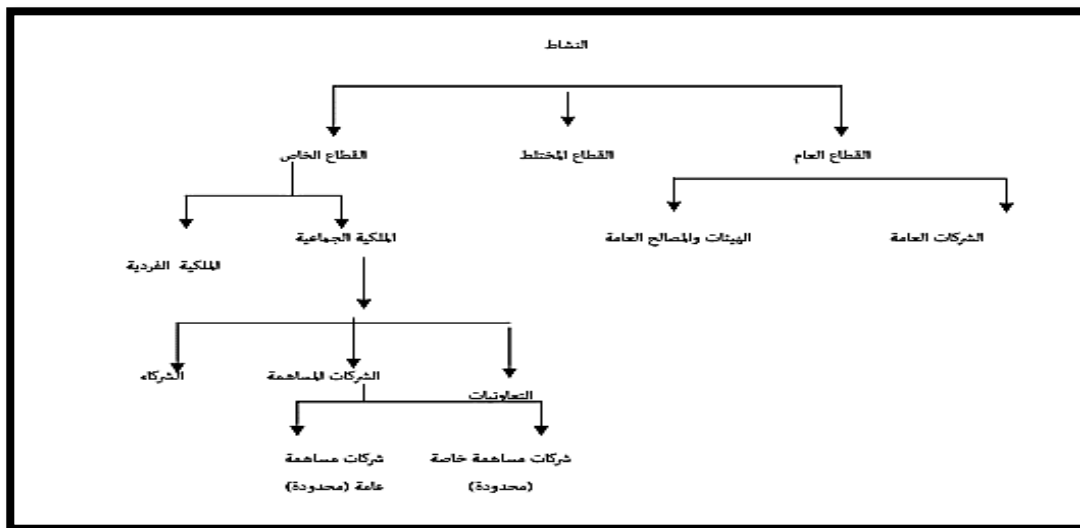 النشاط
القطاع العام
القطاع المختلط
القطاع الخاص
الشركات العامة
الهيئات والمصالح العامة
الملكية الجماعية
الملكية الفردية
التعاونيات
الشركات المساهمة
الشركاء
شركات مساهمة خاصة
(محدودة)
شركات مساهمة
عامة (محدودة)